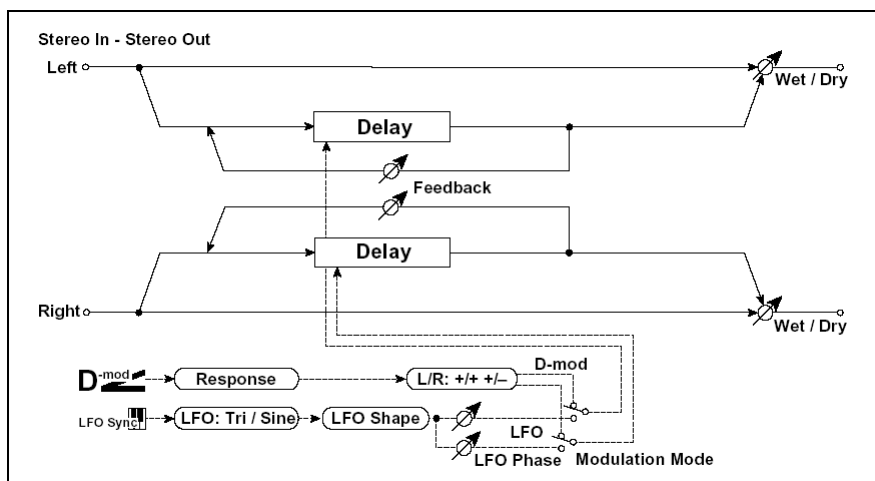 Stereo In - Stereo Out
Left
Wet / Dry
Delay
Feedback
Delay
Right
Wet / Dry
D-mod
D-mod
Response
L/R: +/+ +/–
LFO Sync
LFO: Tri / Sine
LFO Shape
LFO
LFO Phase
Modulation Mode